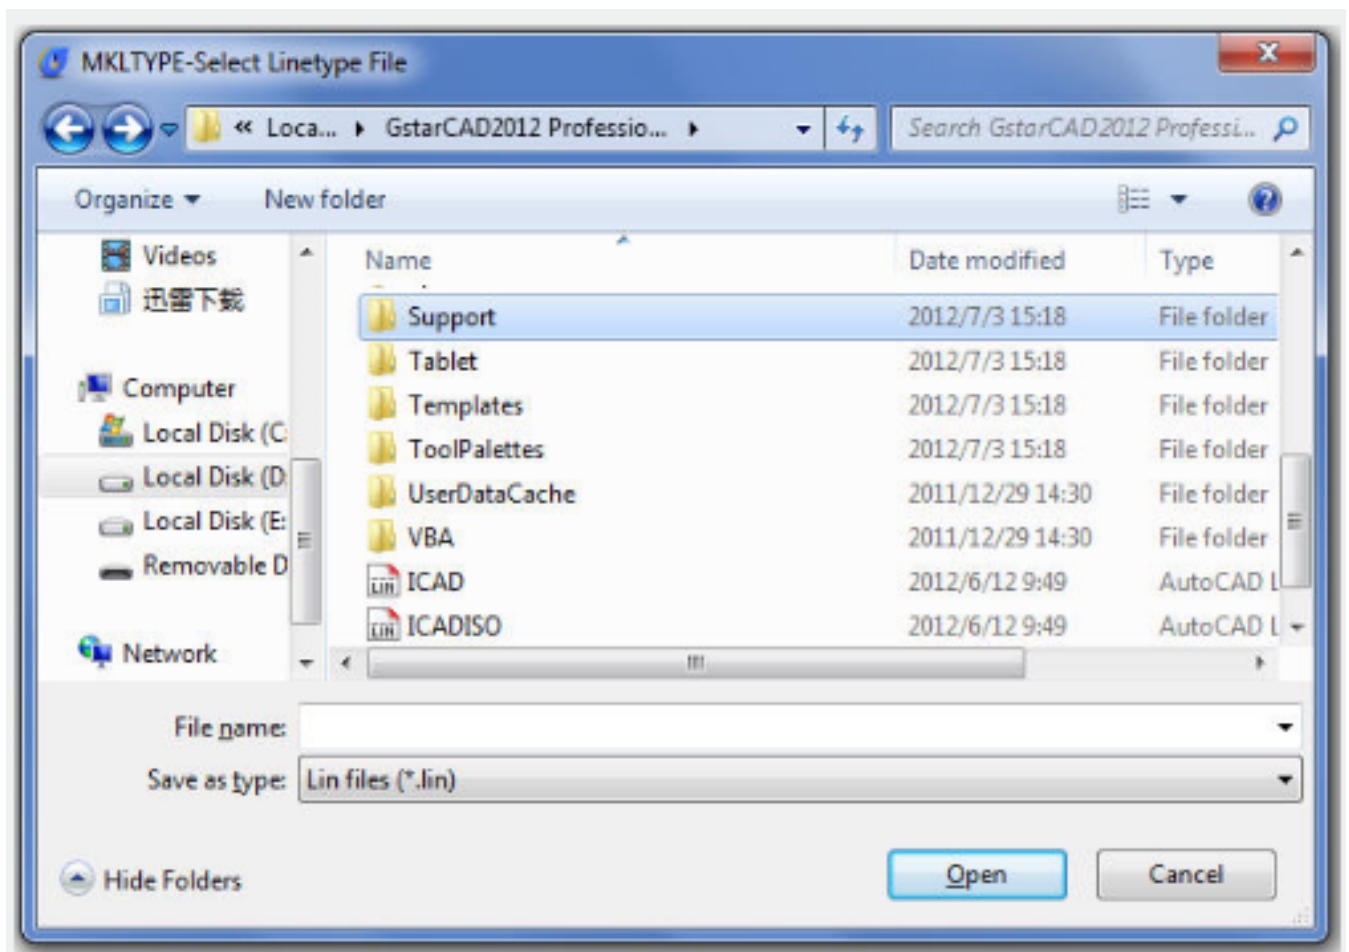 MKLTYPE-Select Linetype File
« Loca... GstarCAD2012 Professio... Search GstarCAD2012 Professi...
Organize New folder
Videos
迅雷下载
Computer
Local Disk (C:
Local Disk (D:
Local Disk (E:
Removable D
Network
Name Date modified Type
Support 2012/7/3 15:18 File folder
Tablet 2012/7/3 15:18 File folder
Templates 2012/7/3 15:18 File folder
ToolPalettes 2012/7/3 15:18 File folder
UserDataCache 2011/12/29 14:30 File folder
VBA 2011/12/29 14:30 File folder
LIN ICAD 2012/6/12 9:49 AutoCAD L
LIN ICADISO 2012/6/12 9:49 AutoCAD L
File name:
Save as type: Lin files (*.lin)
Hide Folders Open Cancel